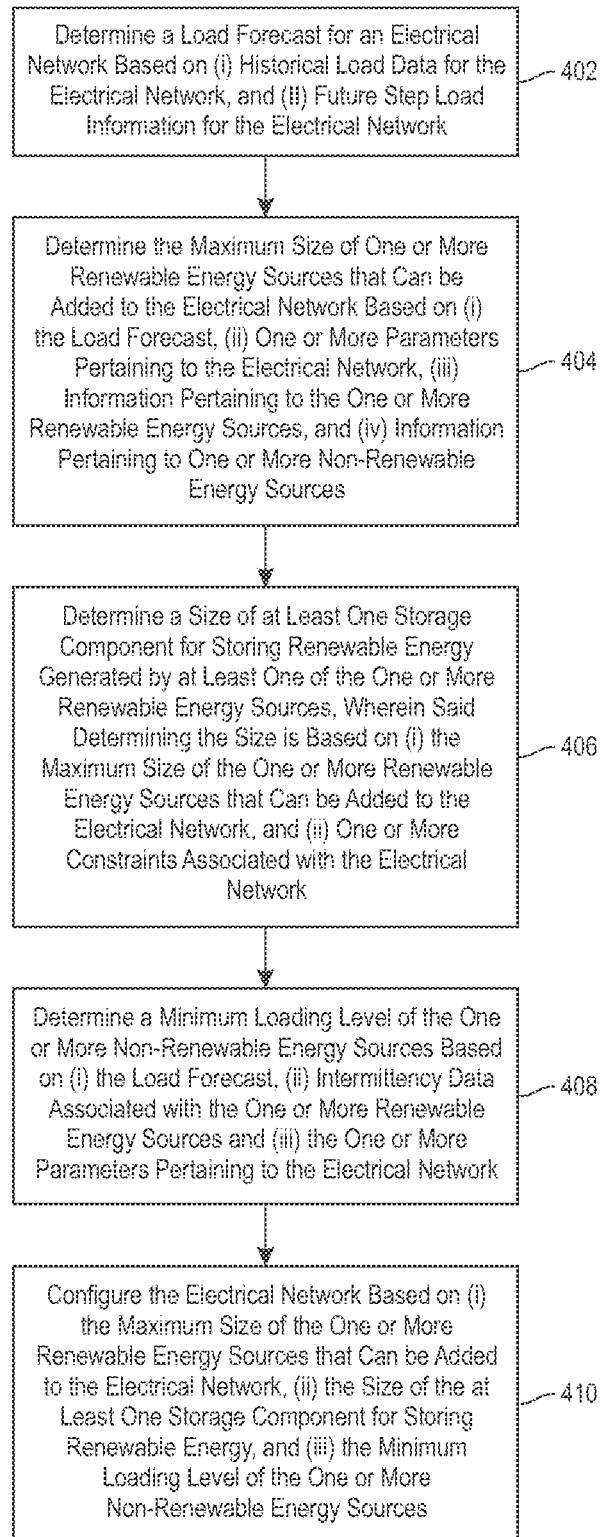 Determine a Load Forecast for an Electrical
Network Based on (i) Historical Load Data for the
Electrical Network, and (II) Future Step Load
Information for the Electrical Network
402
Determine the Maximum Size of One or More
Renewable Energy Sources that Can be
Added to the Electrical Network Based on (i)
the Load Forecast, (ii) One or More Parameters
Pertaining to the Electrical Network, (iii)
Information Pertaining to the One or More
Renewable Energy Sources, and (iv) Information
Pertaining to One or More Non-Renewable
Energy Sources
404
Determine a Size of at Least One Storage
Component for Storing Renewable Energy
Generated by at Least One of the One or More
Renewable Energy Sources, Wherein Said
Determining the Size is Based on (i) the
Maximum Size of the One or More Renewable
Energy Sources that Can be Added to the
Electrical Network, and (ii) One or More
Constraints Associated with the Electrical
Network
406
Determine a Minimum Loading Level of the One
or More Non-Renewable Energy Sources Based
on (i) the Load Forecast, (ii) Intermittency Data
Associated with the One or More Renewable
Energy Sources and (iii) the One or More
Parameters Pertaining to the Electrical Network
408
Configure the Electrical Network Based on (i)
the Maximum Size of the One or More
Renewable Energy Sources that Can be Added
to the Electrical Network, (ii) the Size of the at
Least One Storage Component for Storing
Renewable Energy, and (iii) the Minimum
Loading Level of the One or More
Non-Renewable Energy Sources
410